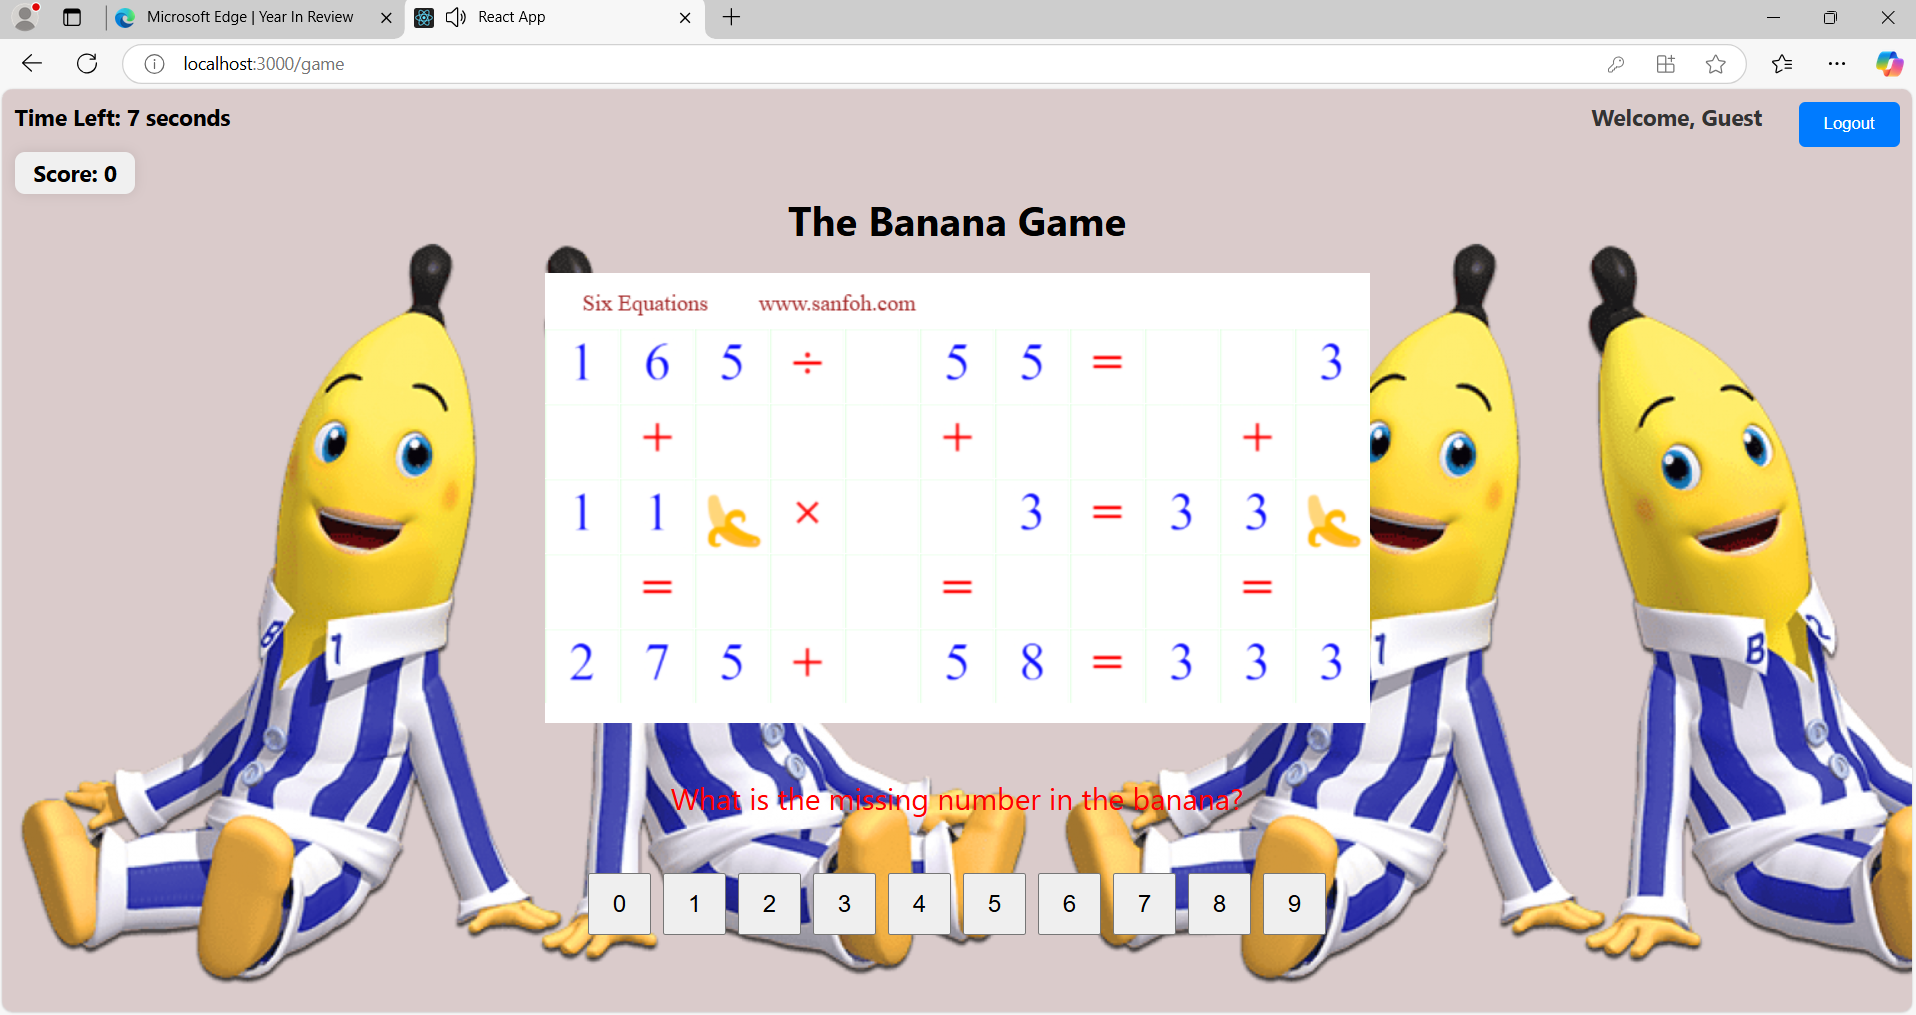 Microsoft Edge | Year In Review
React App
localhost:3000/game
Time Left: 7 seconds
Welcome, Guest
Logout
Score: 0
The Banana Game
Six Equations www.sanfoh.com
1 6 5 ÷ 5 5 = 3
+ + +
1 1 × 3 = 3 3
= = =
2 7 5 + 5 8 = 3 3 3
B 1
1
B 2
What is the missing number in the banana?
0 1 2 3 4 5 6 7 8 9